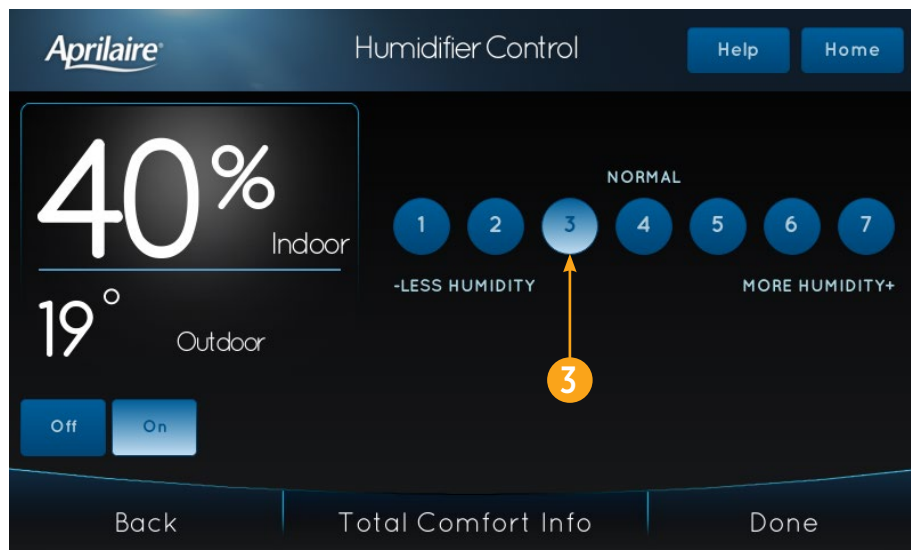 Aprilaire®
Humidifier Control
Help
Home
40%
Indoor
19°
Outdoor
NORMAL
1 2 3 4 5 6 7
-LESS HUMIDITY
MORE HUMIDITY+
3
Off
On
Back
Total Comfort Info
Done